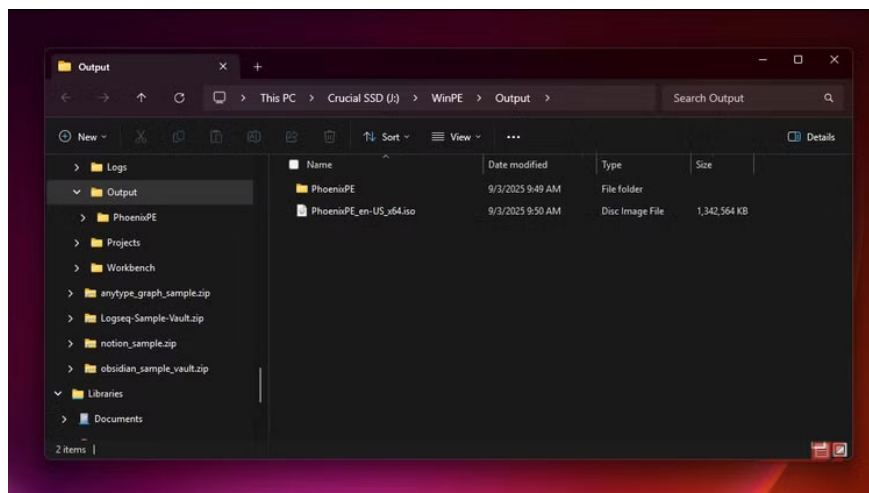 Output
This PC > Crucial SSD (J:) > WinPE > Output >
Search Output
New
Sort
View
Details
Logs
Output
PhoenixPE
Projects
Workbench
anytype_graph_sample.zip
Logseq-Sample-Vault.zip
notion_sample.zip
obsidian_sample_vault.zip
Libraries
Documents
Name Date modified Type Size
PhoenixPE 9/3/2025 9:49 AM File folder
PhoenixPE_en-US_x64.iso 9/3/2025 9:50 AM Disc Image File 1,342,564 KB
2 items